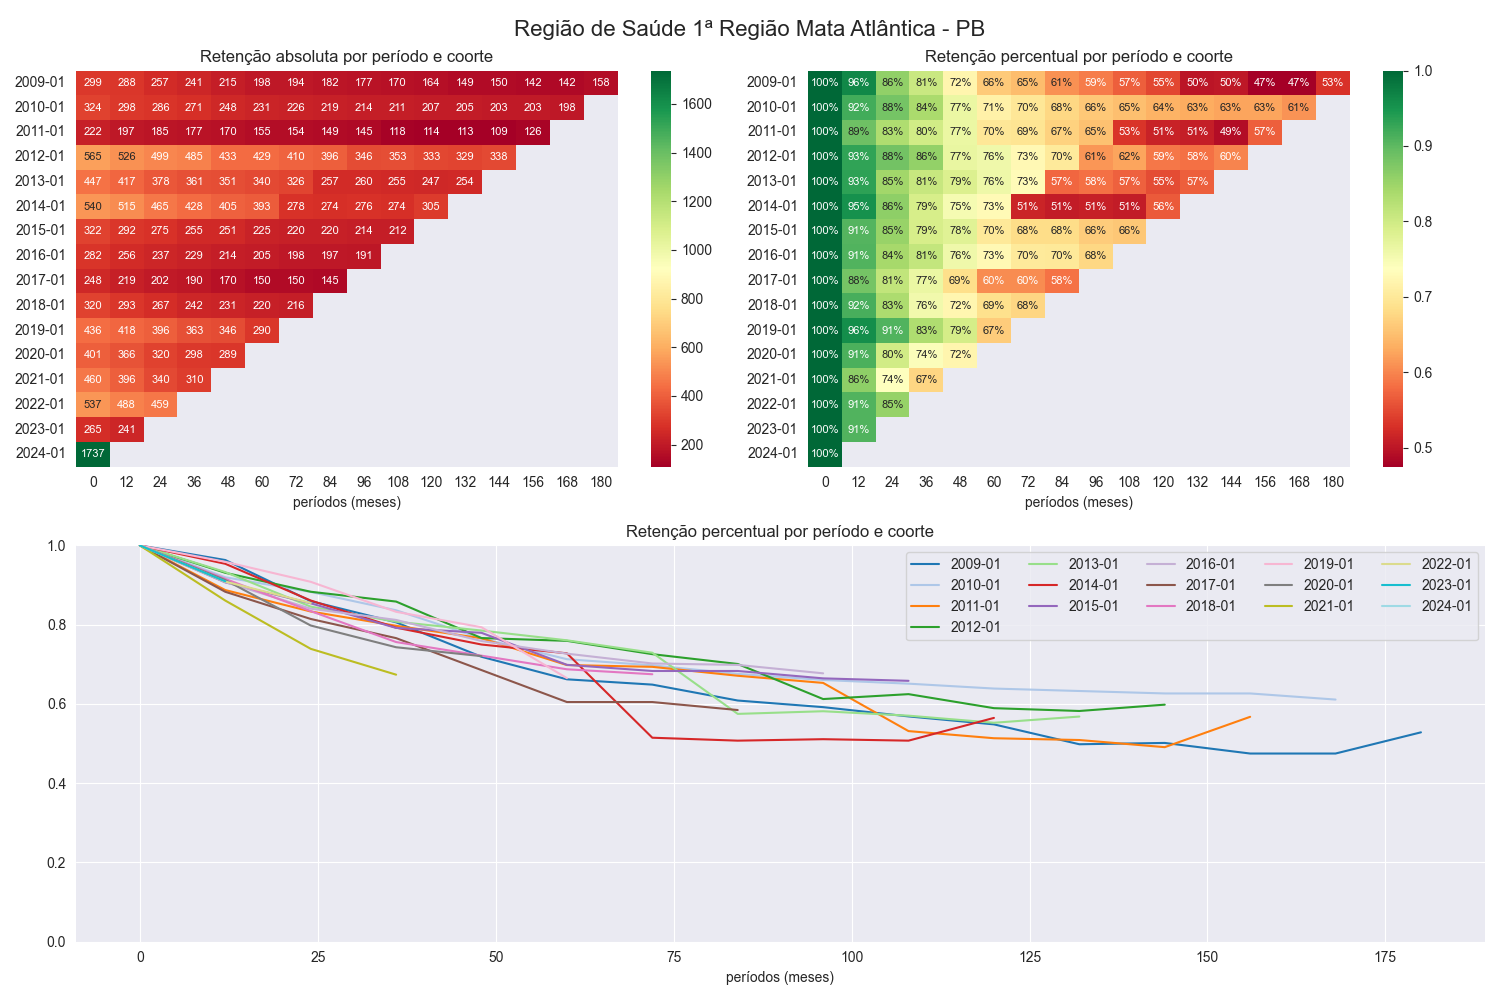 Região de Saúde 1ª Região Mata Atlântica - PB
Retenção absoluta por período e coorte
2009-01 299 288 257 241 215 198 194 182 177 170 164 149 150 142 142 158
2010-01 324 298 286 271 248 231 226 219 214 211 207 205 203 203 198
2011-01 222 197 185 177 170 155 154 149 145 118 114 113 109 126
2012-01 565 526 499 485 433 429 410 396 346 353 333 329 338
2013-01 447 417 378 361 351 340 326 257 260 255 247 254
2014-01 540 515 465 428 405 393 278 274 276 274 305
2015-01 322 292 275 255 251 225 220 220 214 212
2016-01 282 256 237 229 214 205 198 197 191
2017-01 248 219 202 190 170 150 150 145
2018-01 320 293 267 242 231 220 216
2019-01 436 418 396 363 346 290
2020-01 401 366 320 298 289
2021-01 460 396 340 310
2022-01 537 488 459
2023-01 265 241
2024-01 1737
0 12 24 36 48 60 72 84 96 108 120 132 144 156 168 180
períodos (meses)
1600
1400
1200
1000
800
600
400
200
Retenção percentual por período e coorte
2009-01 100% 96% 86% 81% 72% 66% 65% 61% 59% 57% 55% 50% 50% 47% 47% 53%
2010-01 100% 92% 88% 84% 77% 71% 70% 68% 66% 65% 64% 63% 63% 63% 61%
2011-01 100% 89% 83% 80% 77% 70% 69% 67% 65% 53% 51% 51% 49% 57%
2012-01 100% 93% 88% 86% 77% 76% 73% 70% 61% 62% 59% 58% 60%
2013-01 100% 93% 85% 81% 79% 76% 73% 57% 58% 57% 55% 57%
2014-01 100% 95% 86% 79% 75% 73% 51% 51% 51% 51% 56%
2015-01 100% 91% 85% 79% 78% 70% 68% 68% 66% 66%
2016-01 100% 91% 84% 81% 76% 73% 70% 70% 68%
2017-01 100% 88% 81% 77% 69% 60% 60% 58%
2018-01 100% 92% 83% 76% 72% 69% 68%
2019-01 100% 96% 91% 83% 79% 67%
2020-01 100% 91% 80% 74% 72%
2021-01 100% 86% 74% 67%
2022-01 100% 91% 85%
2023-01 100% 91%
2024-01 100%
0 12 24 36 48 60 72 84 96 108 120 132 144 156 168 180
períodos (meses)
1.0
0.9
0.8
0.7
0.6
0.5
Retenção percentual por período e coorte
1.0
0.8
0.6
0.4
0.2
0.0
2009-01 2013-01 2016-01 2019-01 2022-01
2010-01 2014-01 2017-01 2020-01 2023-01
2011-01 2015-01 2018-01 2021-01 2024-01
2012-01
0 25 50 75 100 125 150 175
períodos (meses)